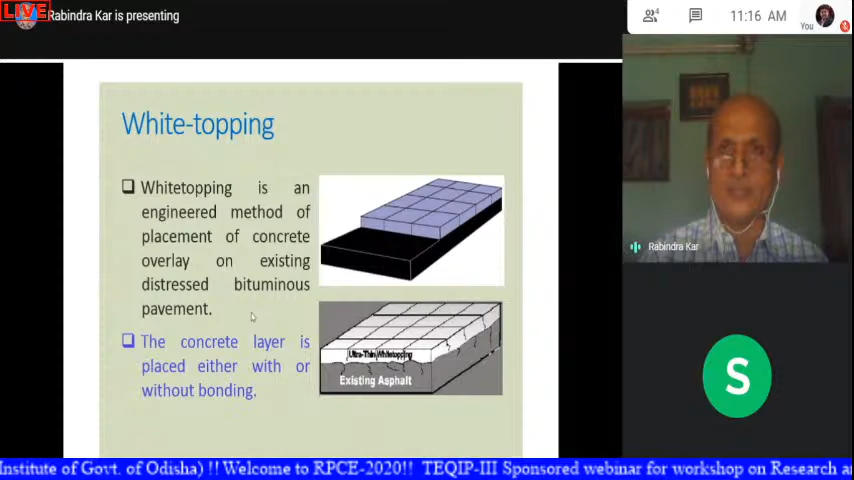 LIVE
Rabindra Kar is presenting
4
11:16 AM
You
White-topping
Whitetopping is an
engineered method of
placement of concrete
overlay on existing
distressed bituminous
pavement.
The concrete layer is
placed either with or
without bonding.
Ultra-Thin Whitetopping
Existing Asphalt
Rabindra Kar
S
Institute of Govt. of Odisha) !! Welcome to RPCE-2020!! TEQIP-III Sponsored webinar for workshop on Research a